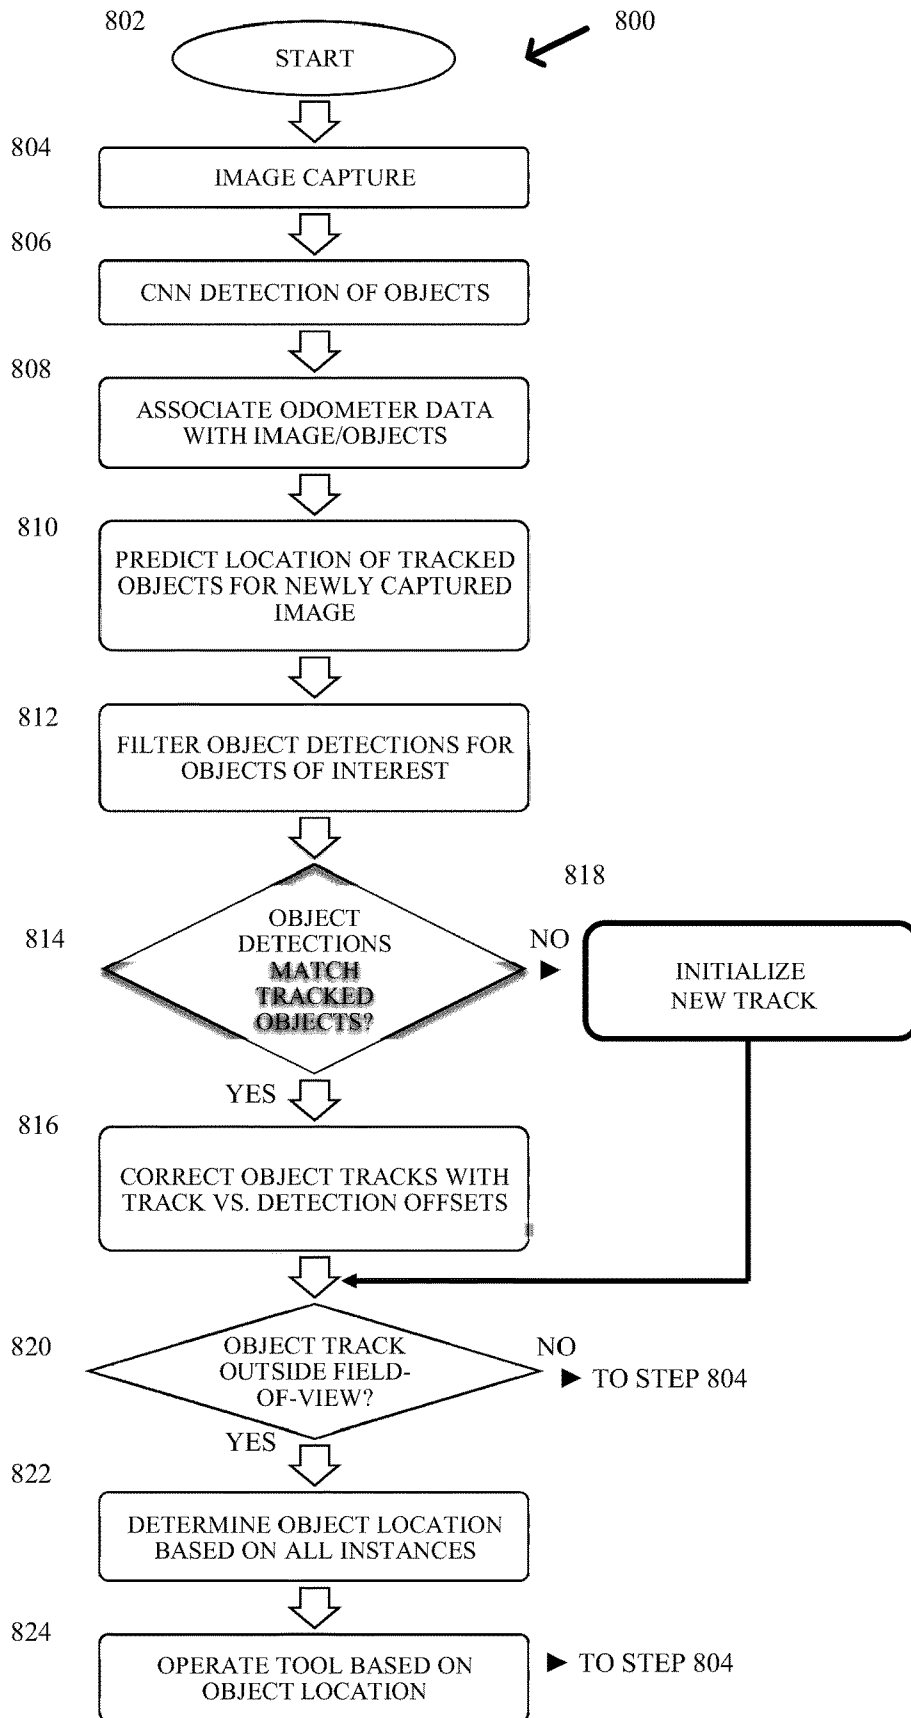 802
800
START
804
IMAGE CAPTURE
806
CNN DETECTION OF OBJECTS
808
ASSOCIATE ODOMETER DATA
WITH IMAGE/OBJECTS
810
PREDICT LOCATION OF TRACKED
OBJECTS FOR NEWLY CAPTURED
IMAGE
812
FILTER OBJECT DETECTIONS FOR
OBJECTS OF INTEREST
818
814
OBJECT
DETECTIONS
MATCH
TRACKED
OBJECTS?
NO
INITIALIZE
NEW TRACK
YES
816
CORRECT OBJECT TRACKS WITH
TRACK VS. DETECTION OFFSETS
820
OBJECT TRACK
OUTSIDE FIELD-
OF-VIEW?
NO
TO STEP 804
YES
822
DETERMINE OBJECT LOCATION
BASED ON ALL INSTANCES
824
OPERATE TOOL BASED ON
OBJECT LOCATION
TO STEP 804